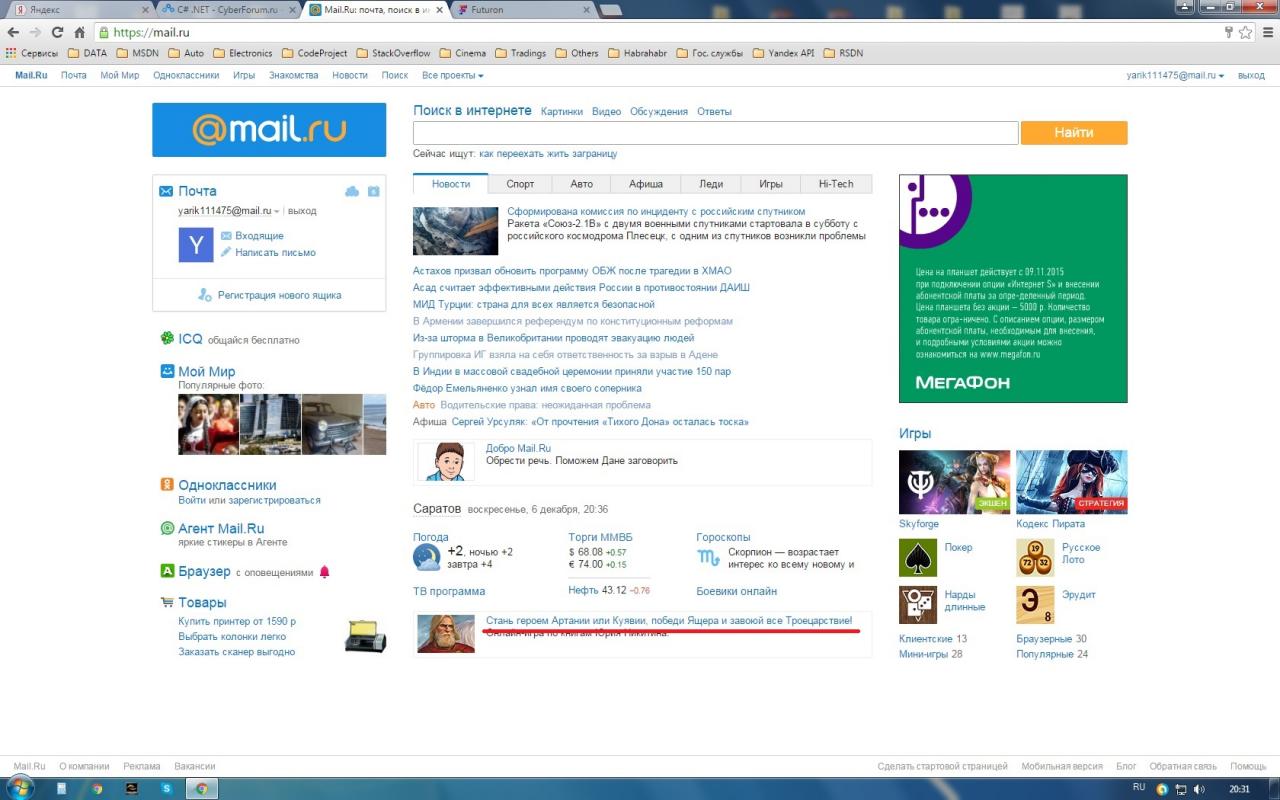 Яндекс
C# .NET - CyberForum.ru -
Mail.Ru: почта, поиск в ин
Futuron
https://mail.ru
Сервисы DATA MSDN Auto Electronics CodeProject StackOverflow Cinema Tradings Others Habrahabr Гос. службы Yandex API RSDN
Mail.Ru Почта Мой Мир Одноклассники Игры Знакомства Новости Поиск Все проекты
yarik111475@mail.ru выход
@mail.ru
Почта
yarik111475@mail.ru выход
Y
Входящие
Написать письмо
Регистрация нового ящика
ICQ общайся бесплатно
Мой Мир
Популярные фото:
Одноклассники
Войти или зарегистрироваться
Агент Mail.Ru
яркие стикеры в Агенте
Браузер с оповещениями
Товары
Купить принтер от 1590 р
Выбрать колонки легко
Заказать сканер выгодно
Поиск в интернете Картинки Видео Обсуждения Ответы
Найти
Сейчас ищут: как переехать жить заграницу
Новости Спорт Авто Афиша Леди Игры Hi-Tech
Сформирована комиссия по инциденту с российским спутником
Ракета «Союз-2.1В» с двумя военными спутниками стартовала в субботу с
российского космодрома Плесецк, с одним из спутников возникли проблемы
Астахов призвал обновить программу ОБЖ после трагедии в ХМАО
Асад считает эффективными действия России в противостоянии ДАИШ
МИД Турции: страна для всех является безопасной
В Армении завершился референдум по конституционным реформам
Из-за шторма в Великобритании проводят эвакуацию людей
Группировка ИГ взяла на себя ответственность за взрыв в Адене
В Индии в массовой свадебной церемонии приняли участие 150 пар
Фёдор Емельяненко узнал имя своего соперника
Авто Водительские права: неожиданная проблема
Афиша Сергей Урсуляк: «От прочтения «Тихого Дона» осталась тоска»
Добро Mail.Ru
Обрести речь. Поможем Дане заговорить
Саратов воскресенье, 6 декабря, 20:36
Погода
+2, ночью +2
завтра +4
Торги ММВБ
$ 68.08 +0.57
€ 74.00 +0.15
Нефть 43.12 −0.76
Гороскопы
Скорпион — возрастает
интерес ко всему новому и
ТВ программа
Боевики онлайн
Стань героем Артании или Куявии, победи Ящера и завоюй все Троецарствие!
Онлайн-игра по книгам Юрия Никитина.
Цена на планшет действует с 09.11.2015
при подключении опции «Интернет S» и внесении
абонентской платы за опре-деленный период.
Цена планшета без акции – 5000 р. Количество
товара огра-ничено. С описанием опции, размером
абонентской платы, необходимым для внесения,
и подробными условиями акции можно
ознакомиться на www.megafon.ru
МЕГАФОН
Игры
ЭКШЕН
СТРАТЕГИЯ
Skyforge
Кодекс Пирата
Покер
19
72 32
Русское
Лото
Нарды
длинные
Э
8
Эрудит
Клиентские 13
Браузерные 30
Мини-игры 28
Популярные 24
Mail.Ru О компании Реклама Вакансии
Сделать стартовой страницей Мобильная версия Блог Обратная связь Помощь
RU
20:31